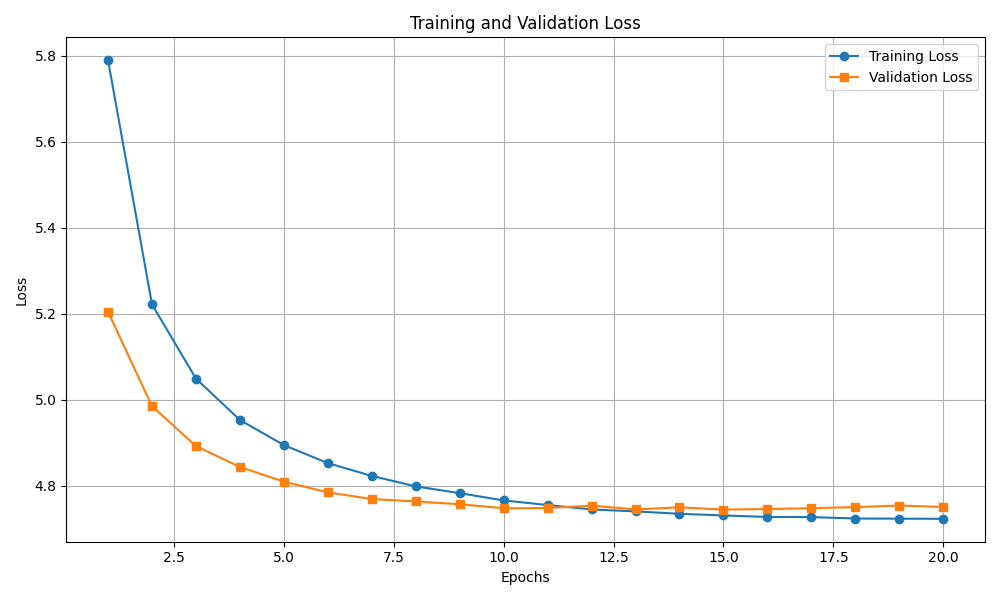 Training and Validation Loss
Training Loss
Validation Loss
5.8
5.6
5.4
5.2
5.0
4.8
Loss
2.5
5.0
7.5
10.0
12.5
15.0
17.5
20.0
Epochs